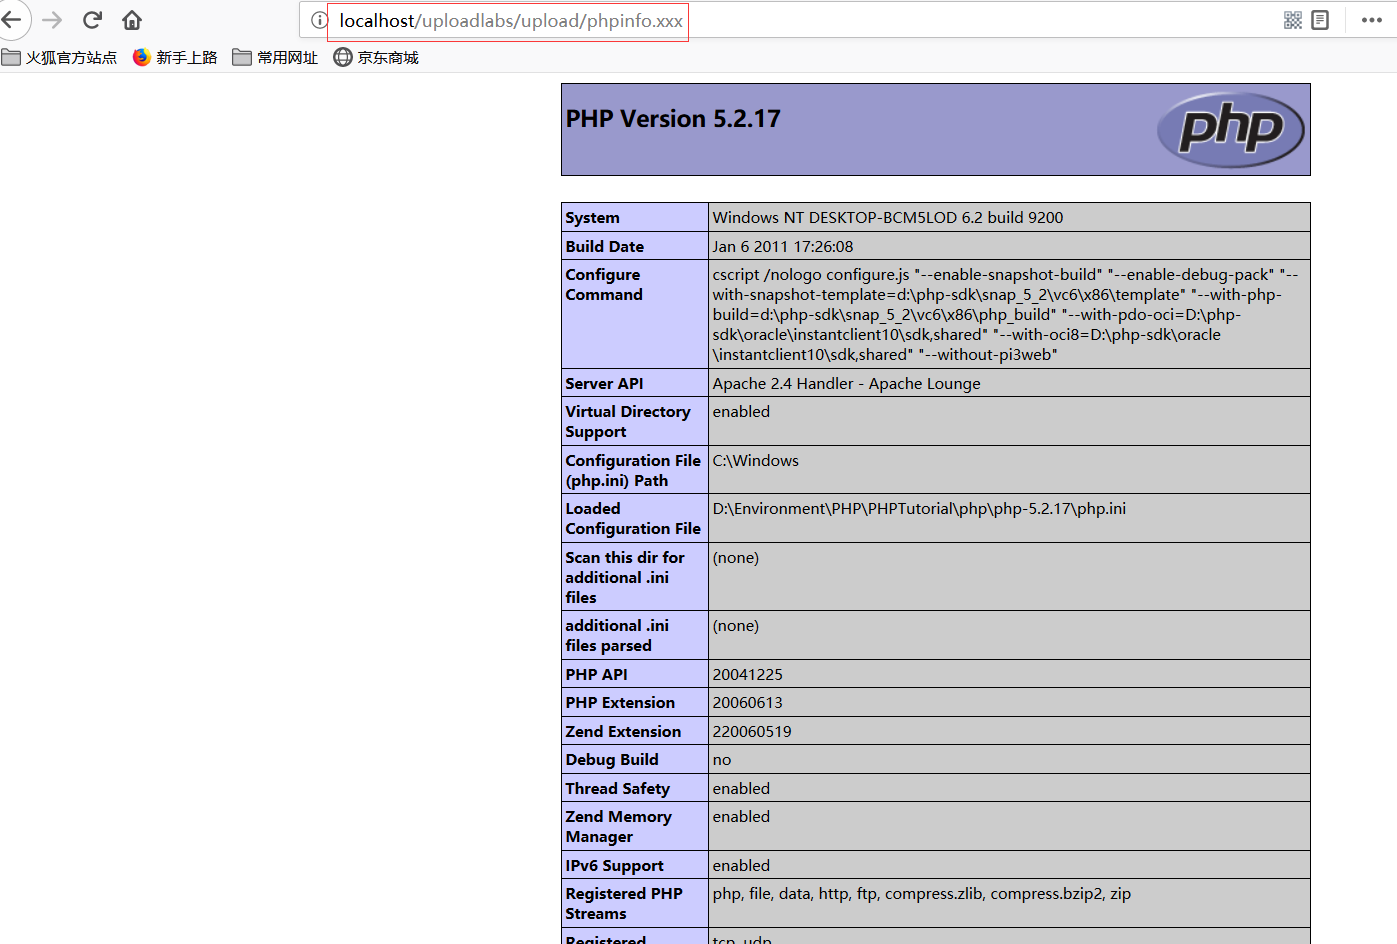 localhost/uploadlabs/upload/phpinfo.xxx
火狐官方站点 新手上路 常用网址 京东商城
PHP Version 5.2.17
php
System Windows NT DESKTOP-BCM5LOD 6.2 build 9200
Build Date Jan 6 2011 17:26:08
Configure cscript /nologo configure.js "--enable-snapshot-build" "--enable-debug-pack" "--
Command with-snapshot-template=d:\php-sdk\snap_5_2\vc6\x86\template" "--with-php-
build=d:\php-sdk\snap_5_2\vc6\x86\php_build" "--with-pdo-oci=D:\php-
sdk\oracle\instantclient10\sdk,shared" "--with-oci8=D:\php-sdk\oracle
\instantclient10\sdk,shared" "--without-pi3web"
Server API Apache 2.4 Handler - Apache Lounge
Virtual Directory enabled
Support
Configuration File C:\Windows
(php.ini) Path
Loaded D:\Environment\PHP\PHPTutorial\php\php-5.2.17\php.ini
Configuration File
Scan this dir for (none)
additional .ini
files
additional .ini (none)
files parsed
PHP API 20041225
PHP Extension 20060613
Zend Extension 220060519
Debug Build no
Thread Safety enabled
Zend Memory enabled
Manager
IPv6 Support enabled
Registered PHP php, file, data, http, ftp, compress.zlib, compress.bzip2, zip
Streams
Registered tcp, udp